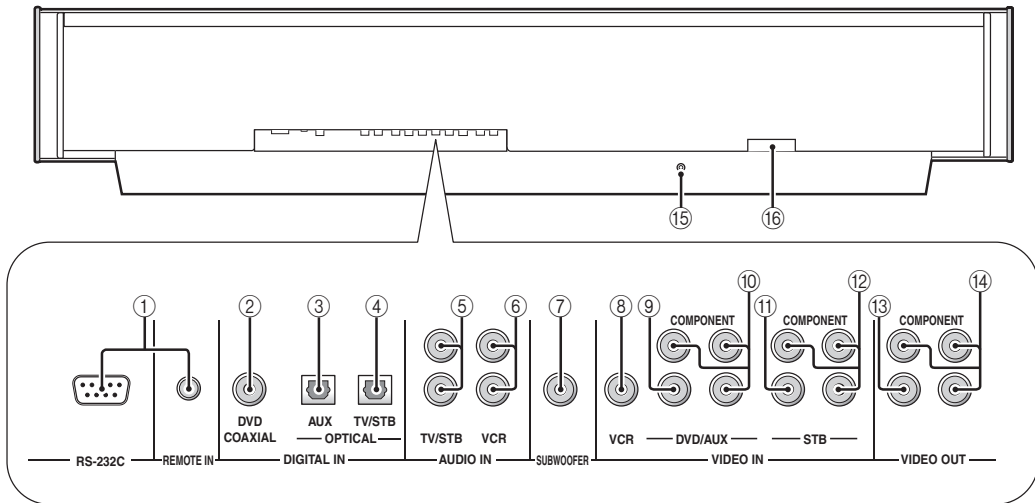 ⑮ ⑯
① ② ③ ④ ⑤ ⑥ ⑦ ⑧ ⑨ ⑩ ⑪ ⑫ ⑬ ⑭
COMPONENT COMPONENT COMPONENT
DVD COAXIAL AUX TV/STB
OPTICAL
TV/STB VCR
VCR DVD/AUX STB
RS-232C REMOTE IN DIGITAL IN AUDIO IN SUBWOOFER VIDEO IN VIDEO OUT